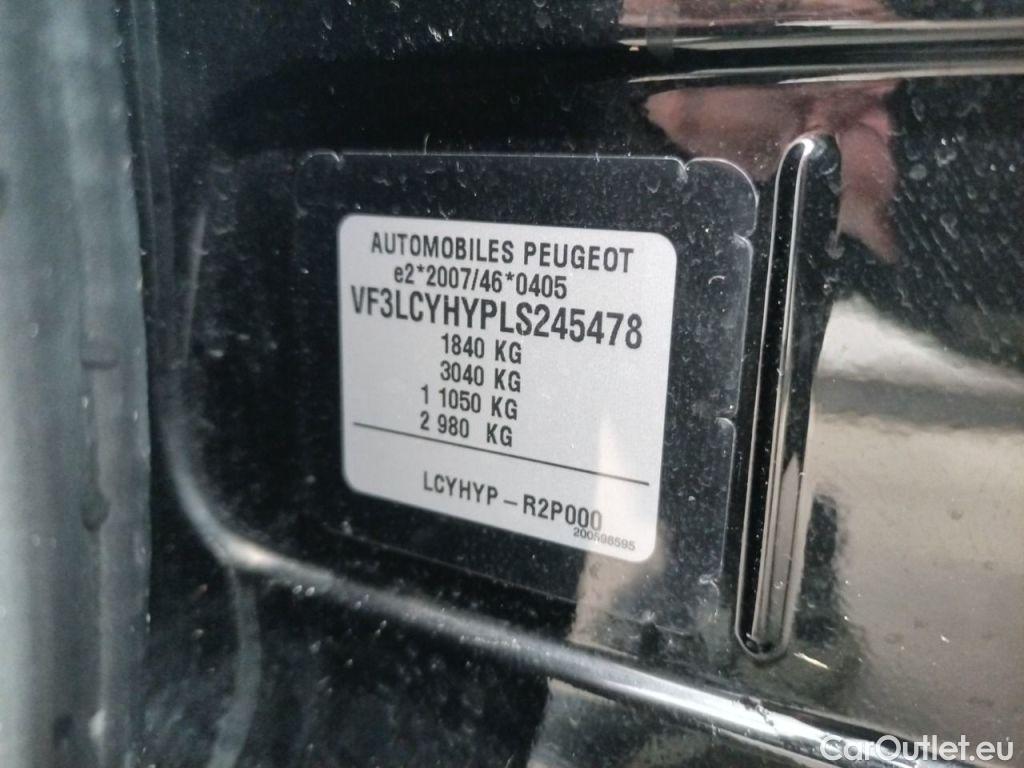 AUTOMOBILES PEUGEOT
e2*2007/46*0405
VF3LCYHYPLS245478
1840 KG
3040 KG
1 1050 KG
2 980 KG
LCYHYP - R2P000
200598595
CarOutlet.eu